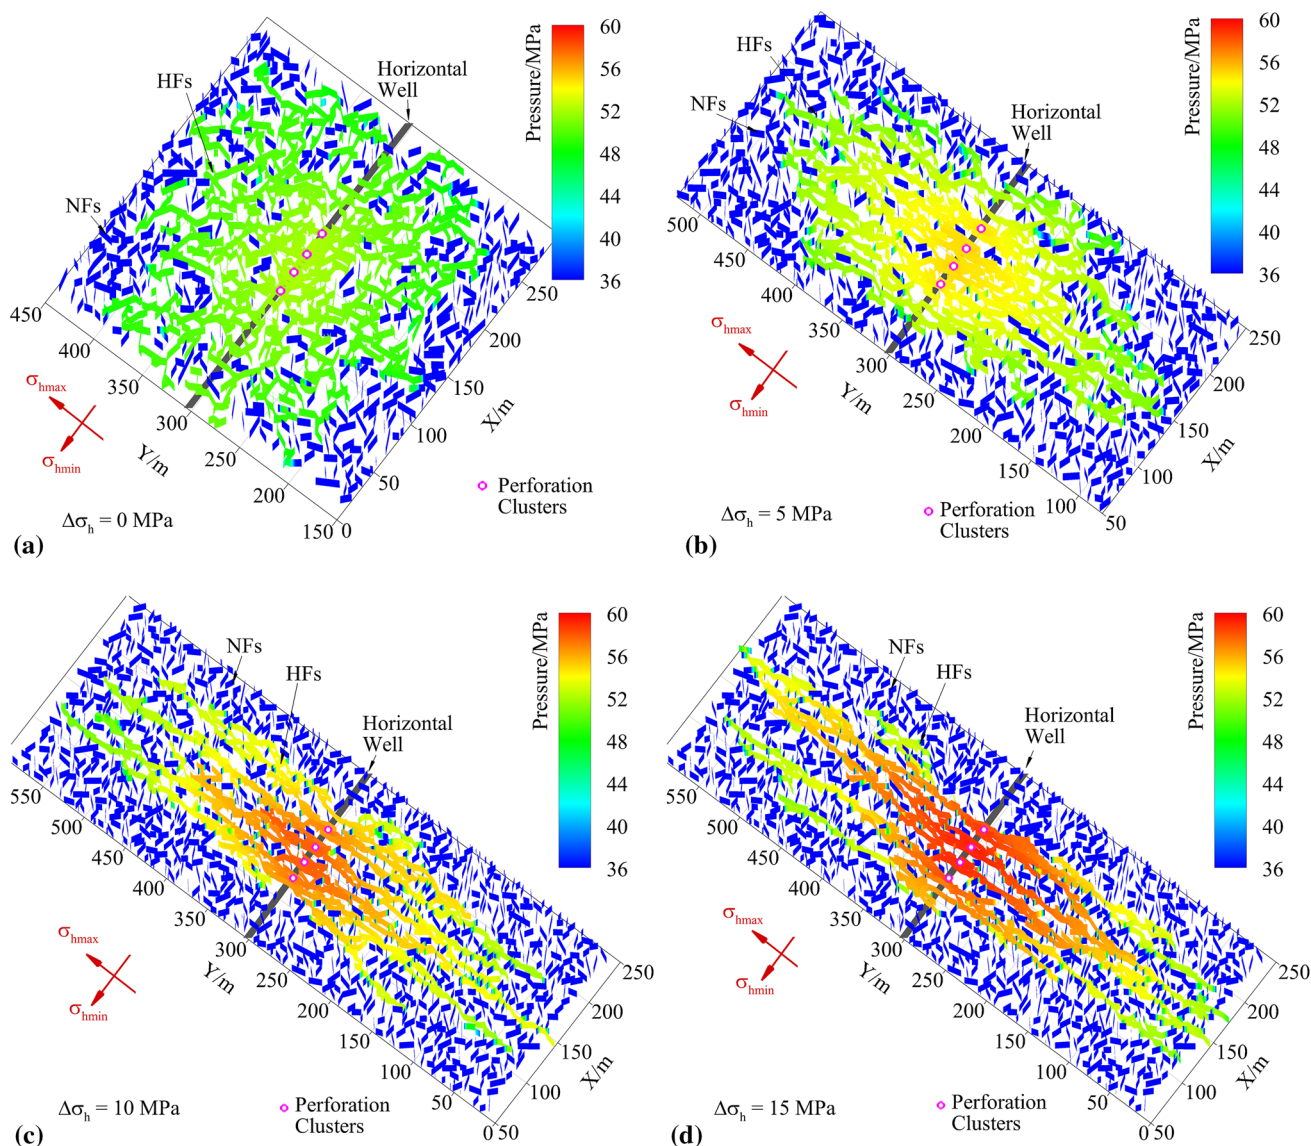 HFs
Horizontal
Well
NFs
Pressure/MPa
60
56
52
48
44
40
36
450
400
350
300
250
200
150
0
50
100
150
200
250
Y/m
X/m
σhmax
σhmin
Δσh = 0 MPa
Perforation
Clusters
(a)
HFs
NFs
Horizontal
Well
Pressure/MPa
60
56
52
48
44
40
36
500
450
400
350
300
250
200
150
100
50
100
150
200
250
Y/m
X/m
σhmax
σhmin
Δσh = 5 MPa
Perforation
Clusters
(b)
NFs
HFs
Horizontal
Well
Pressure/MPa
60
56
52
48
44
40
36
550
500
450
400
350
300
250
200
150
100
50
0
50
100
150
200
250
Y/m
X/m
σhmax
σhmin
Δσh = 10 MPa
Perforation
Clusters
(c)
NFs
HFs
Horizontal
Well
Pressure/MPa
60
56
52
48
44
40
36
550
500
450
400
350
300
250
200
150
100
50
0
50
100
150
200
250
Y/m
X/m
σhmax
σhmin
Δσh = 15 MPa
Perforation
Clusters
(d)